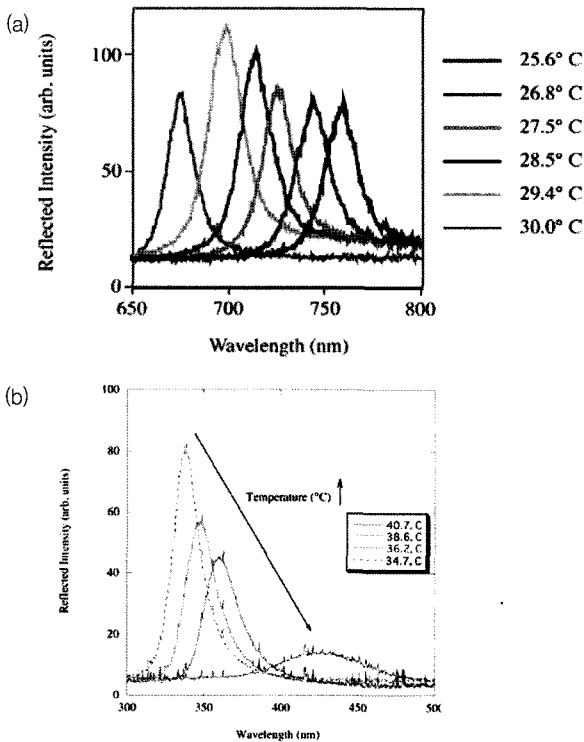 (a)
Reflected Intensity (arb. units)
100
50
0
650
700
750
800
Wavelength (nm)
25.6° C
26.8° C
27.5° C
28.5° C
29.4° C
30.0° C
(b)
Reflected Intensity (arb. units)
100
80
60
40
20
0
300
350
400
450
500
Temperature (°C)
40.7. C
38.6. C
36.2. C
34.7. C
Wavelength (nm)